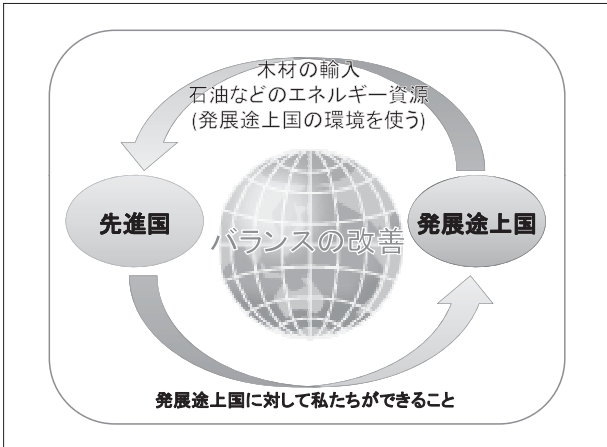 木材の輸入
石油などのエネルギー資源
(発展途上国の環境を使う)
先進国
バランスの改善
発展途上国
発展途上国に対して私たちができること